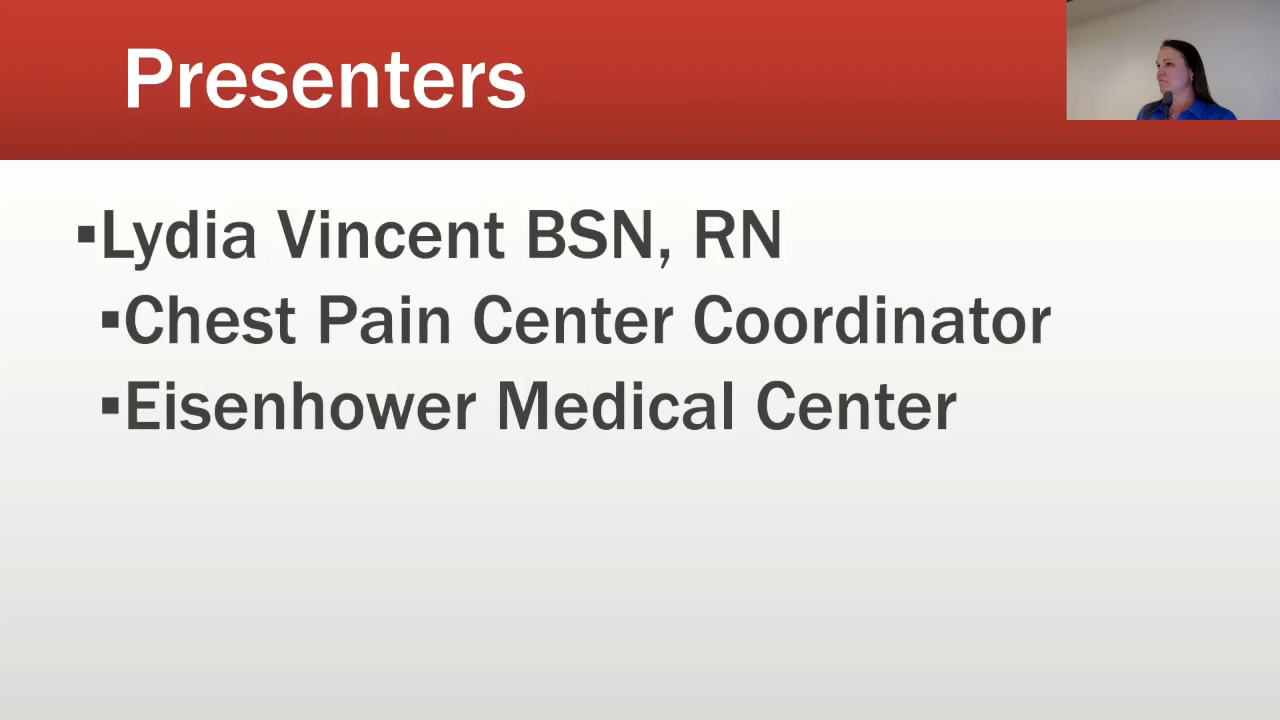 Presenters
▪Lydia Vincent BSN, RN
▪Chest Pain Center Coordinator
▪Eisenhower Medical Center